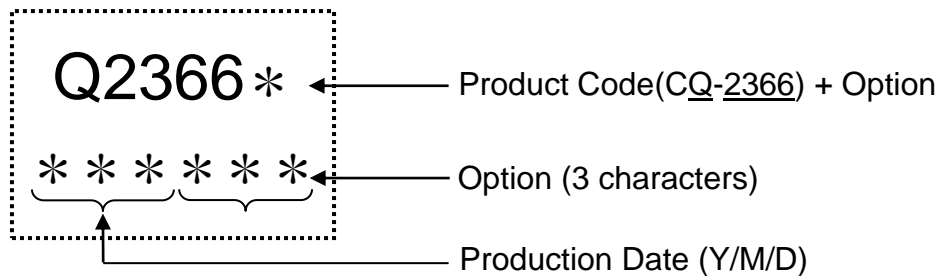 Q2366*
Product Code(CQ-2366) + Option
* * * * * *
Option (3 characters)
Production Date (Y/M/D)